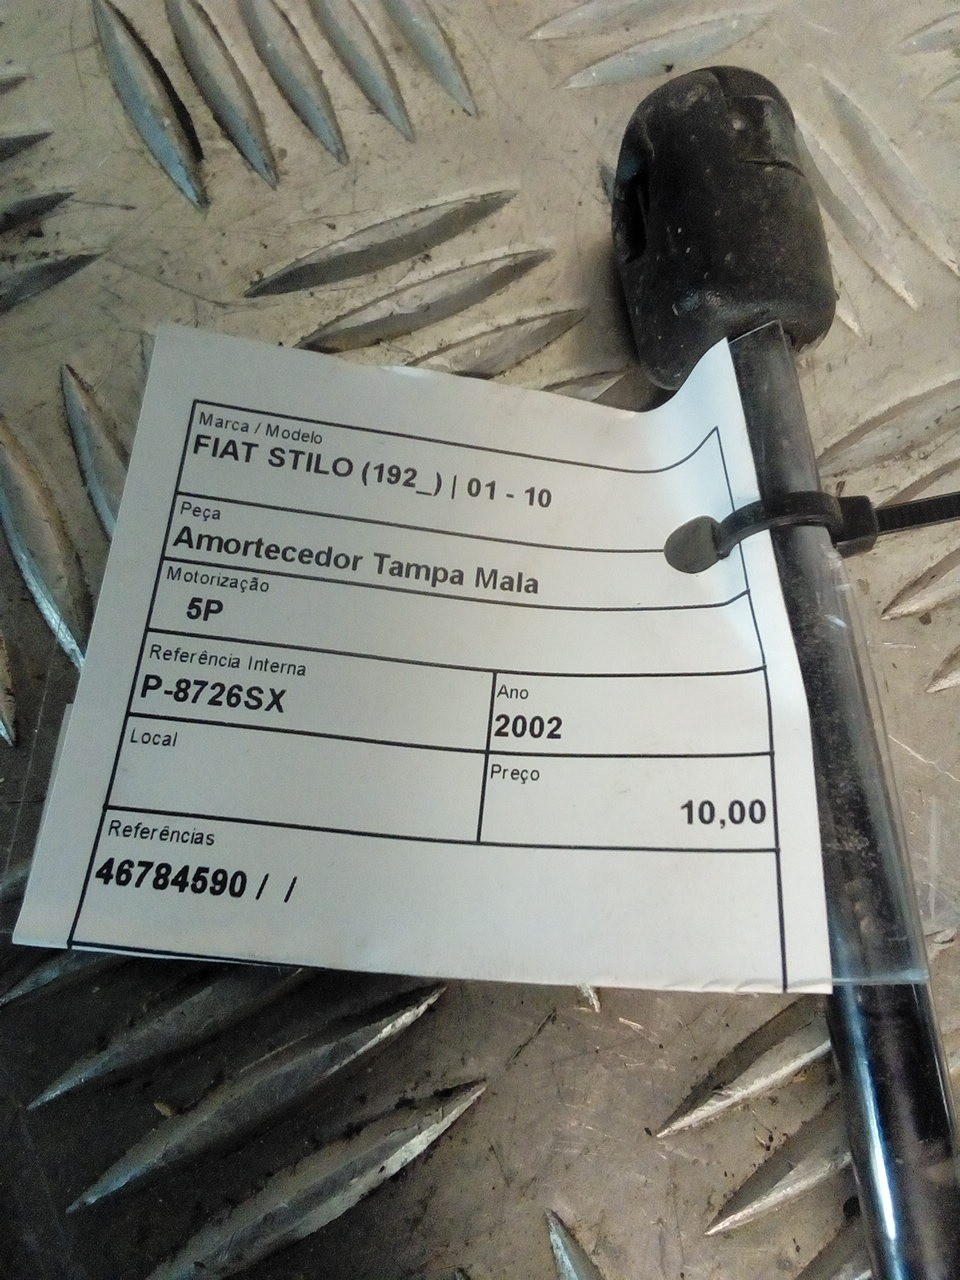 Marca / Modelo
FIAT STILO (192_) | 01 - 10
Peça
Amortecedor Tampa Mala
Motorização
5P
Referência Interna
P-8726SX
Ano
2002
Local
Preço
10,00
Referências
46784590 / /